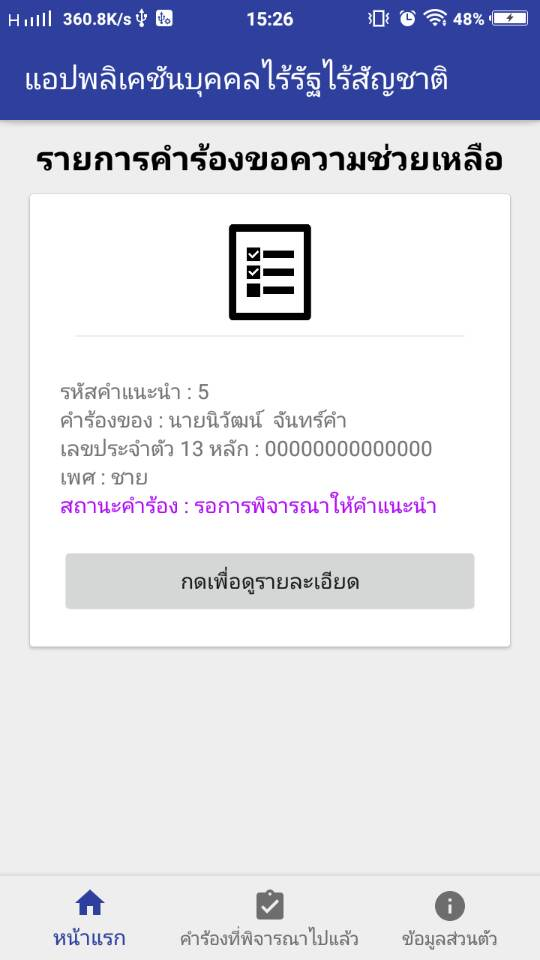 H 360.8K/s 15:26 48%
แอปพลิเคชันบุคคลไร้รัฐไร้สัญชาติ
รายการคำร้องขอความช่วยเหลือ
รหัสคำแนะนำ : 5
คำร้องของ : นายนิวัฒน์ จันทร์คำ
เลขประจำตัว 13 หลัก : 00000000000000
เพศ : ชาย
สถานะคำร้อง : รอการพิจารณาให้คำแนะนำ
กดเพื่อดูรายละเอียด
หน้าแรก
คำร้องที่พิจารณาไปแล้ว
ข้อมูลส่วนตัว